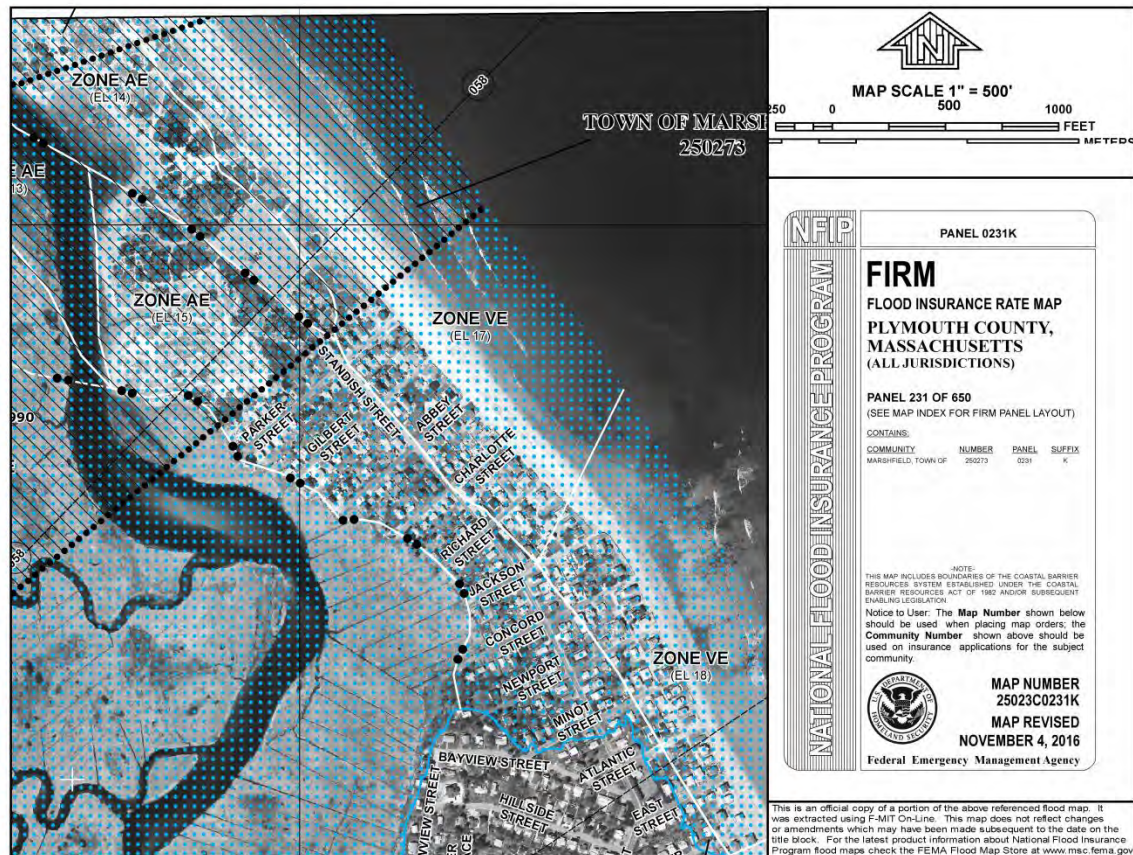 ZONE AE
(EL 14)
058
TOWN OF MARSH
250273
AE
13)
ZONE AE
(EL 15)
ZONE VE
(EL 17)
STANDISH STREET
PARKER
STREET
GILBERT
STREET
ABBEY
STREET
CHARLOTTE
STREET
990
RICHARD
STREET
JACKSON
STREET
058
CONCORD
STREET
NEWPORT
STREET
ZONE VE
(EL 18)
MINOT
STREET
BAYVIEW STREET
ATLANTIC
STREET
VIEW STREET
HILLSIDE
STREET
EAST
STREET
N
MAP SCALE 1" = 500'
250 0 500 1000
FEET
METERS
NFIP
NATIONAL FLOOD INSURANCE PROGRAM
PANEL 0231K
FIRM
FLOOD INSURANCE RATE MAP
PLYMOUTH COUNTY,
MASSACHUSETTS
(ALL JURISDICTIONS)
PANEL 231 OF 650
(SEE MAP INDEX FOR FIRM PANEL LAYOUT)
CONTAINS:
COMMUNITY NUMBER PANEL SUFFIX
MARSHFIELD, TOWN OF 250273 0231 K
-NOTE-
THIS MAP INCLUDES BOUNDARIES OF THE COASTAL BARRIER
RESOURCES SYSTEM ESTABLISHED UNDER THE COASTAL
BARRIER RESOURCES ACT OF 1982 AND/OR SUBSEQUENT
ENABLING LEGISLATION
Notice to User: The Map Number shown below
should be used when placing map orders; the
Community Number shown above should be
used on insurance applications for the subject
community.
U.S. DEPARTMENT OF
HOMELAND SECURITY
MAP NUMBER
25023C0231K
MAP REVISED
NOVEMBER 4, 2016
Federal Emergency Management Agency
This is an official copy of a portion of the above referenced flood map. It
was extracted using F-MIT On-Line. This map does not reflect changes
or amendments which may have been made subsequent to the date on the
title block. For the latest product information about National Flood Insurance
Program flood maps check the FEMA Flood Map Store at www.msc.fema.gov